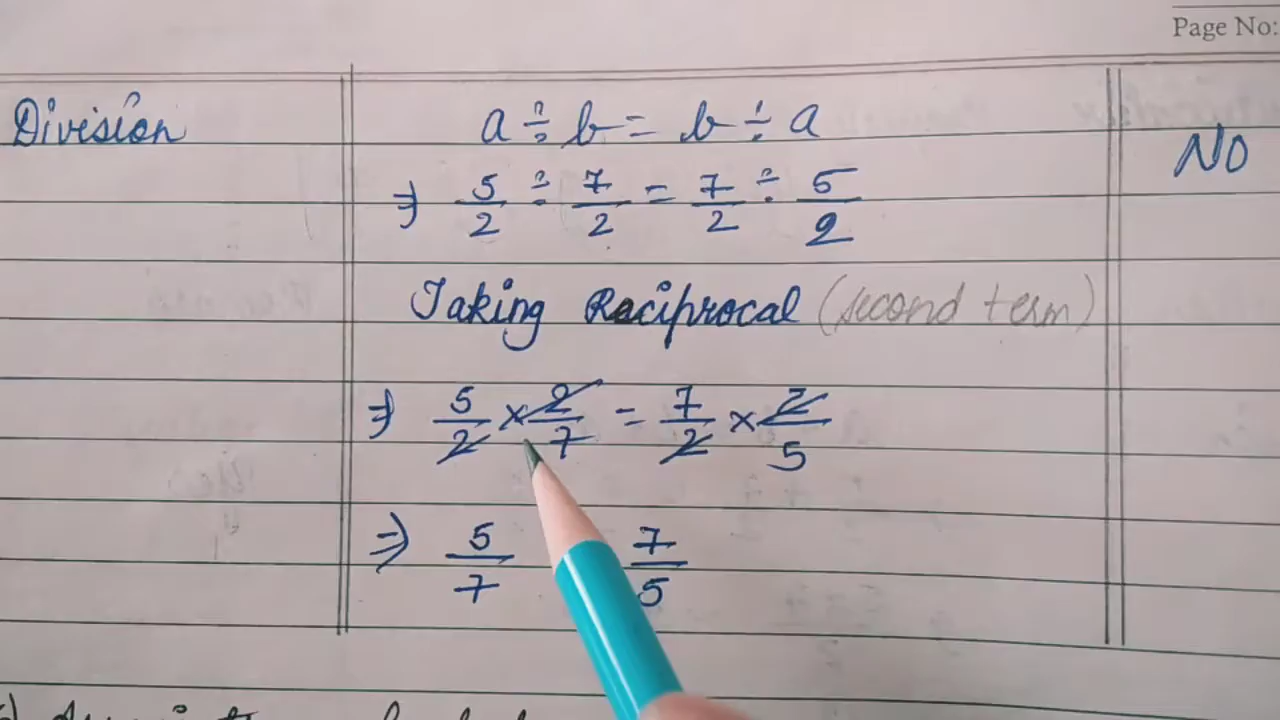 Page No:
Division a ÷ b = b ÷ a NO
⇒ 5/2 ÷ 7/2 = 7/2 ÷ 5/2
Taking Reciprocal (second term)
⇒ 5/2 × 2/7 = 7/2 × 2/5
⇒ 5/7 7/5